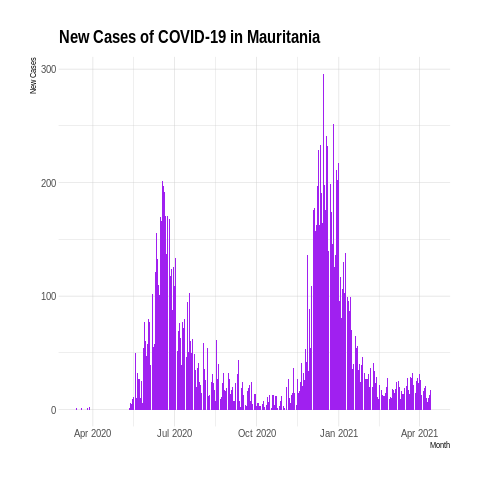 New Cases of COVID-19 in Mauritania
New Cases
300
200
100
0
Apr 2020 Jul 2020 Oct 2020 Jan 2021 Apr 2021
Month